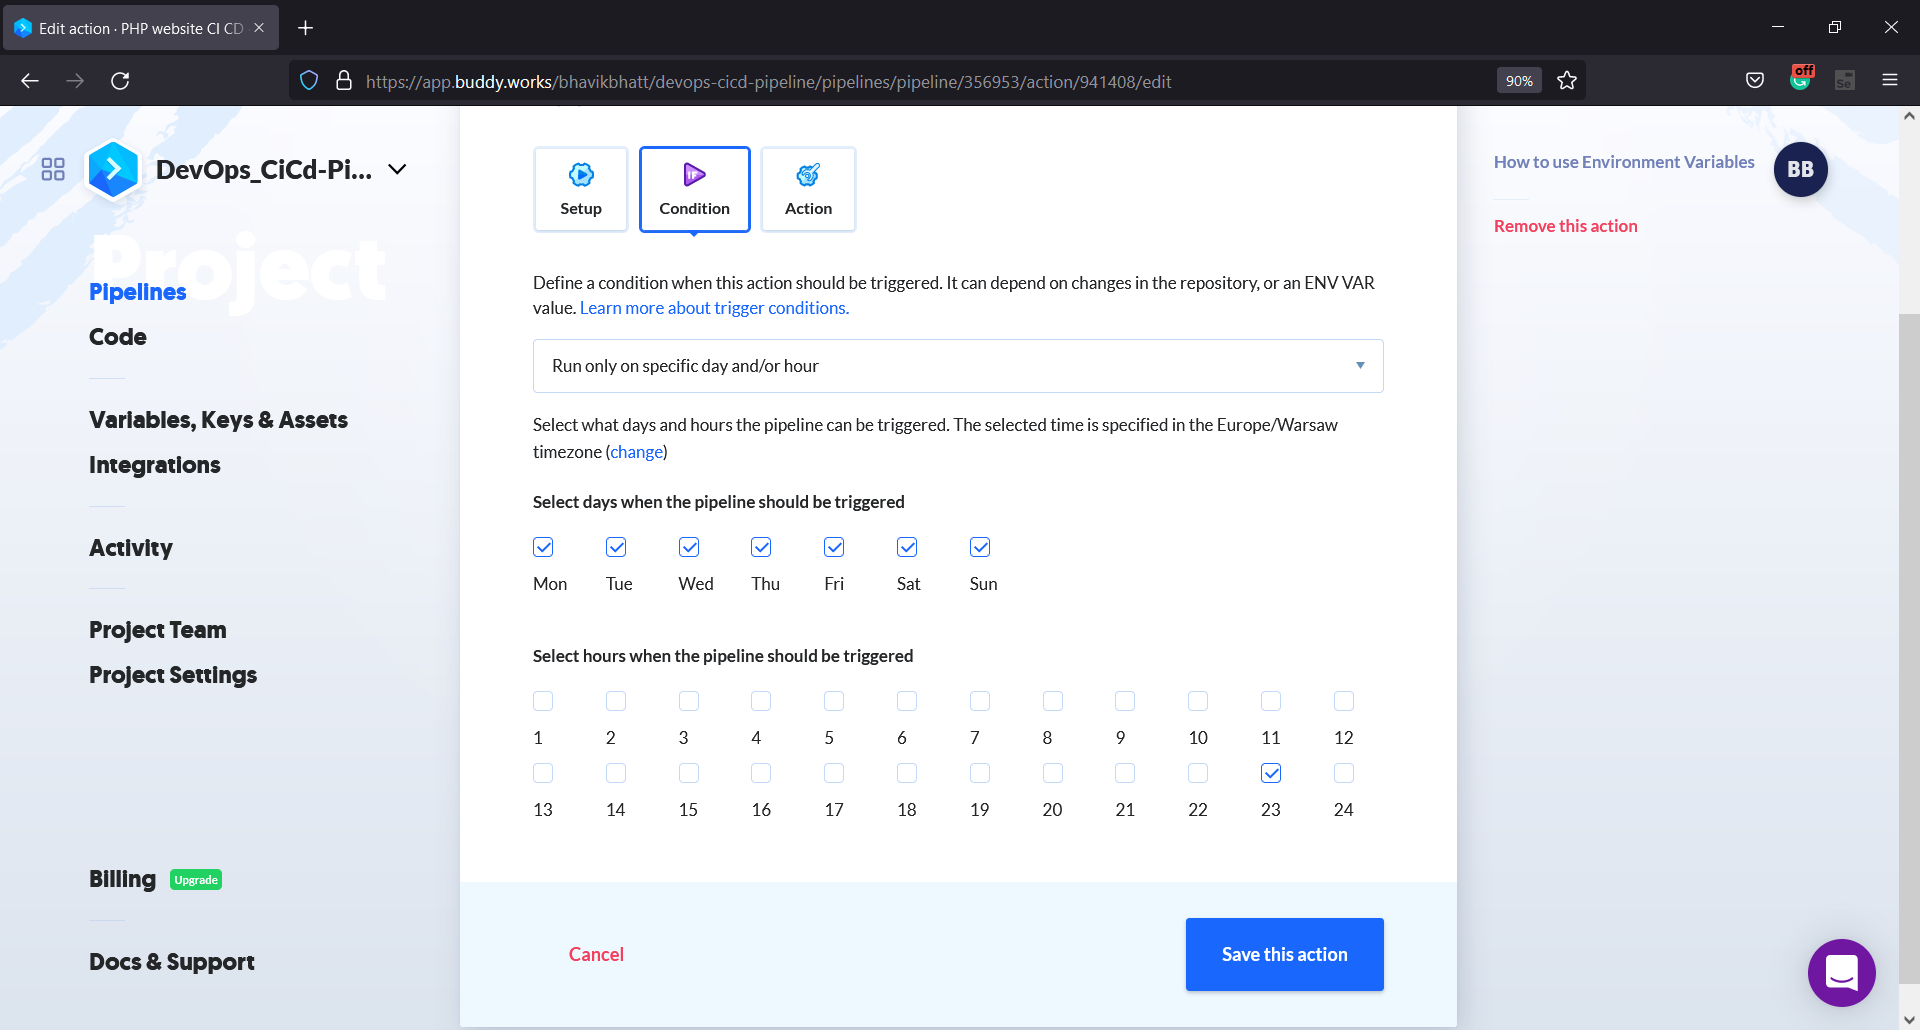 Edit action · PHP website CI CD
https://app.buddy.works/bhavikbhatt/devops-cicd-pipeline/pipelines/pipeline/356953/action/941408/edit
90%
off
Se
DevOps_CiCd-Pi...
Project
Pipelines
Code
Variables, Keys & Assets
Integrations
Activity
Project Team
Project Settings
Billing Upgrade
Docs & Support
Setup
IF
Condition
Action
Define a condition when this action should be triggered. It can depend on changes in the repository, or an ENV VAR
value. Learn more about trigger conditions.
Run only on specific day and/or hour
Select what days and hours the pipeline can be triggered. The selected time is specified in the Europe/Warsaw
timezone (change)
Select days when the pipeline should be triggered
Mon Tue Wed Thu Fri Sat Sun
Select hours when the pipeline should be triggered
1 2 3 4 5 6 7 8 9 10 11 12
13 14 15 16 17 18 19 20 21 22 23 24
Cancel
Save this action
How to use Environment Variables
BB
Remove this action